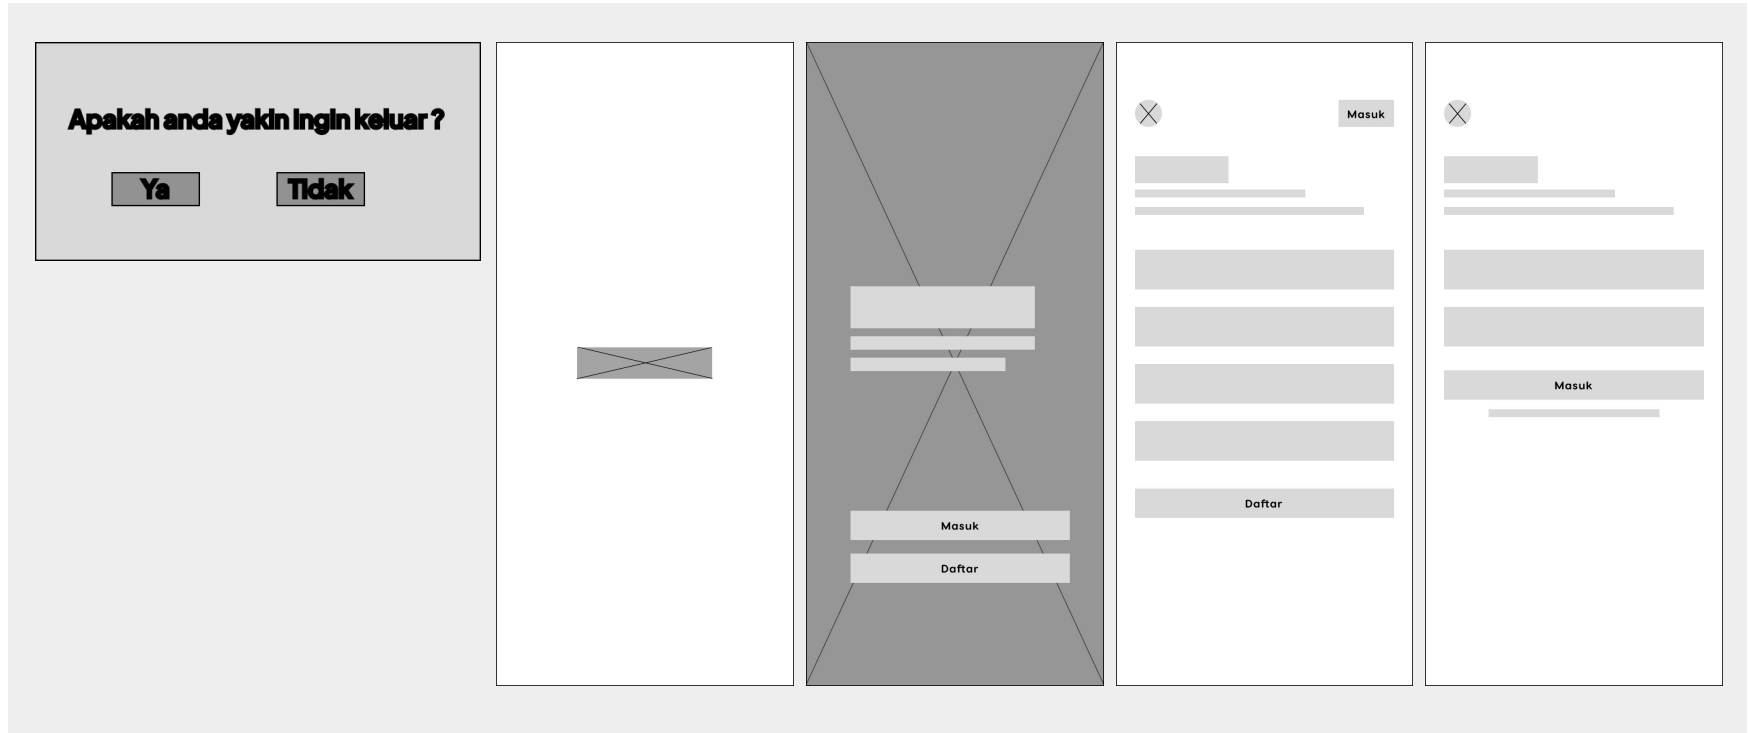 Apakah anda yakin ingin keluar ?
Ya
Tidak
Masuk
Daftar
Masuk
Daftar
Masuk